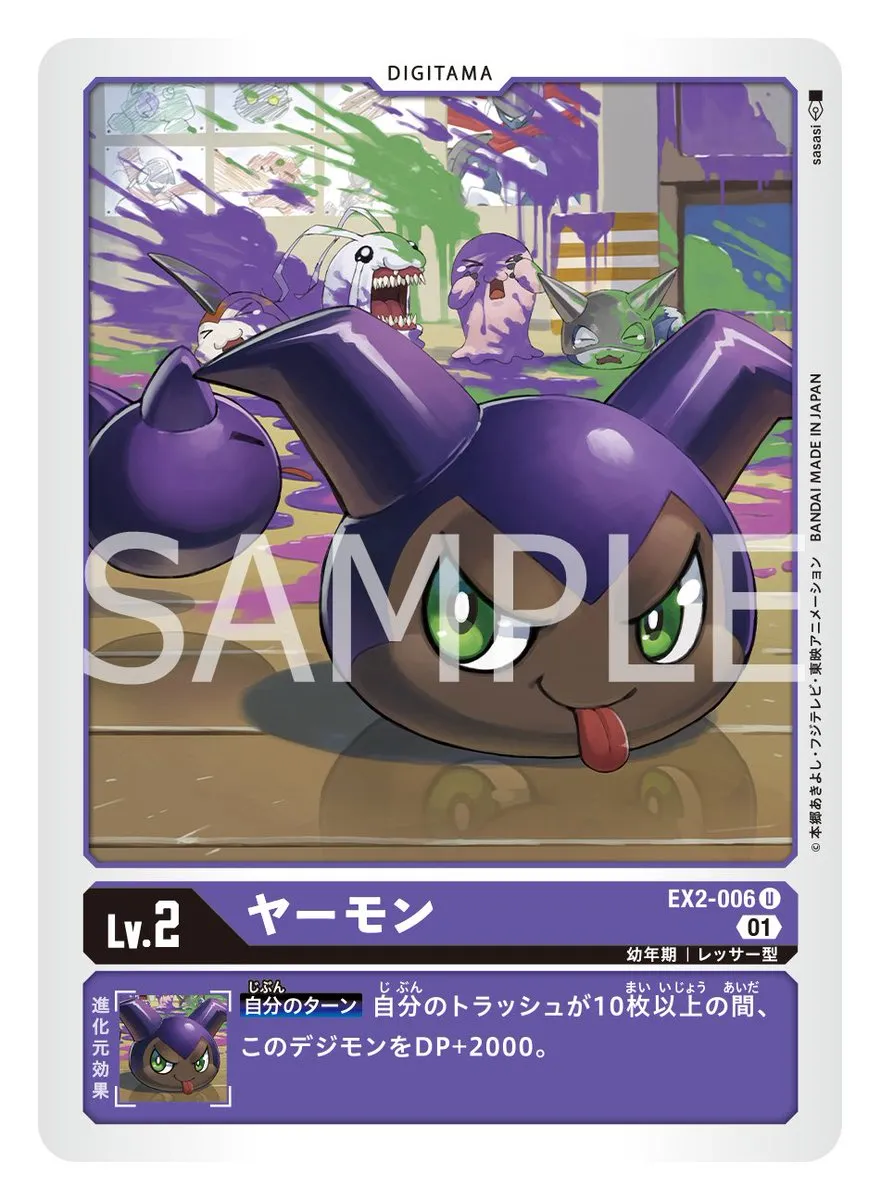 DIGITAMA
sasasi
SAMPLE
© 本郷あきよし・フジテレビ・東映アニメーション BANDAI MADE IN JAPAN
Lv.2
ヤーモン
EX2-006 U
01
幼年期 | レッサー型
進化元効果
じぶん じぶん まい いじょう あいだ
自分のターン 自分のトラッシュが10枚以上の間、
このデジモンをDP+2000。